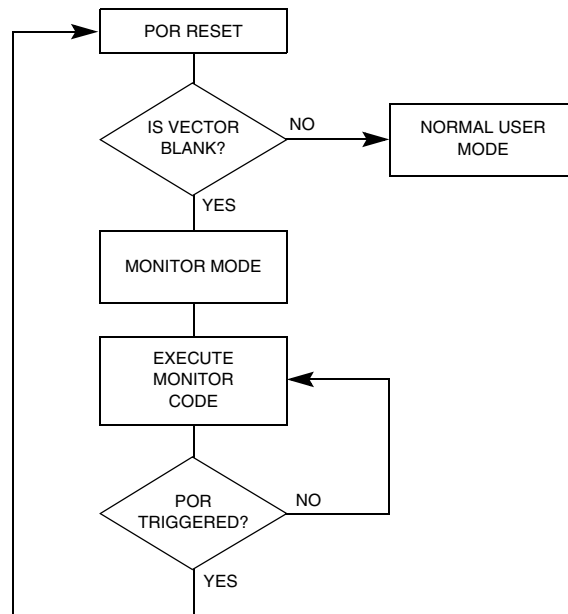 POR RESET
IS VECTOR
BLANK?
NO
NORMAL USER
MODE
YES
MONITOR MODE
EXECUTE
MONITOR
CODE
POR
TRIGGERED?
NO
YES